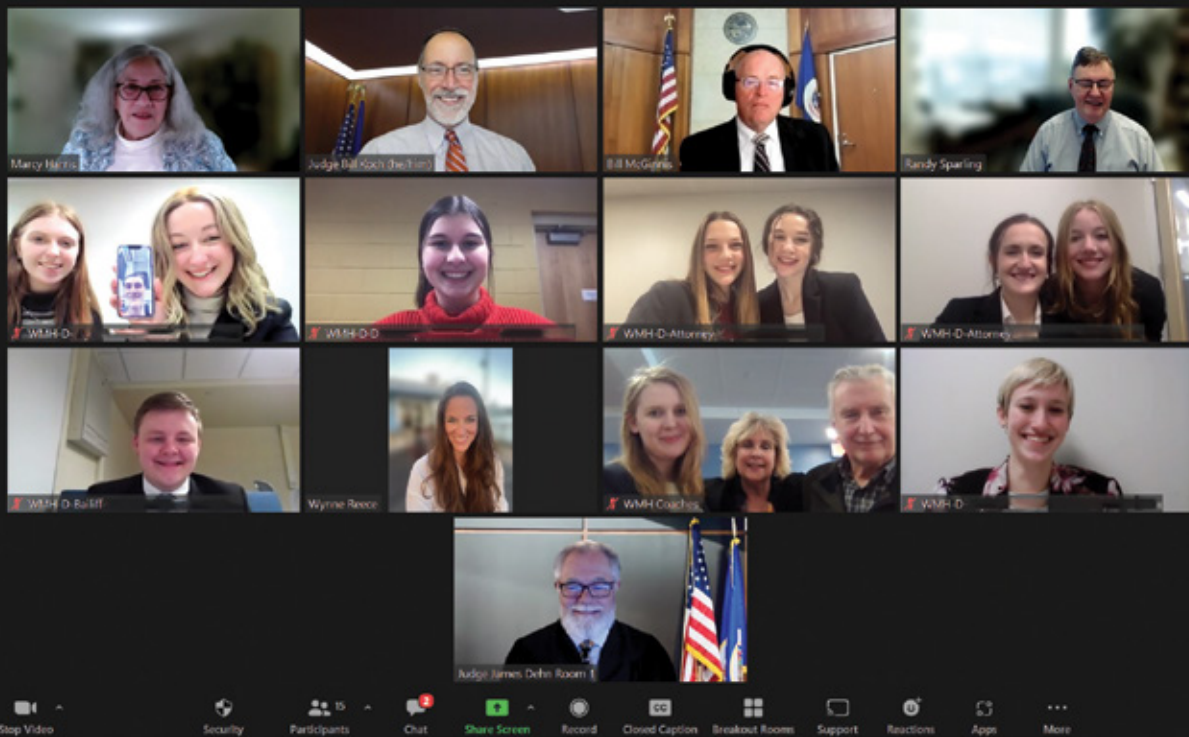 Marcy Harris
Judge Bill Koch (he/him)
Bill McGinnis
Randy Sparling
WMH-D-
WMH-D-D
WMH-D-Attorney
WMH-D-Attorney
WMH-D-Bailiff
Wynne Reece
WMH Coaches
WMH-D
Judge James Dehn Room 1
Stop Video
Security
Participants
15
Chat
2
Share Screen
Record
CC
Closed Caption
Breakout Rooms
Support
Reactions
Apps
More